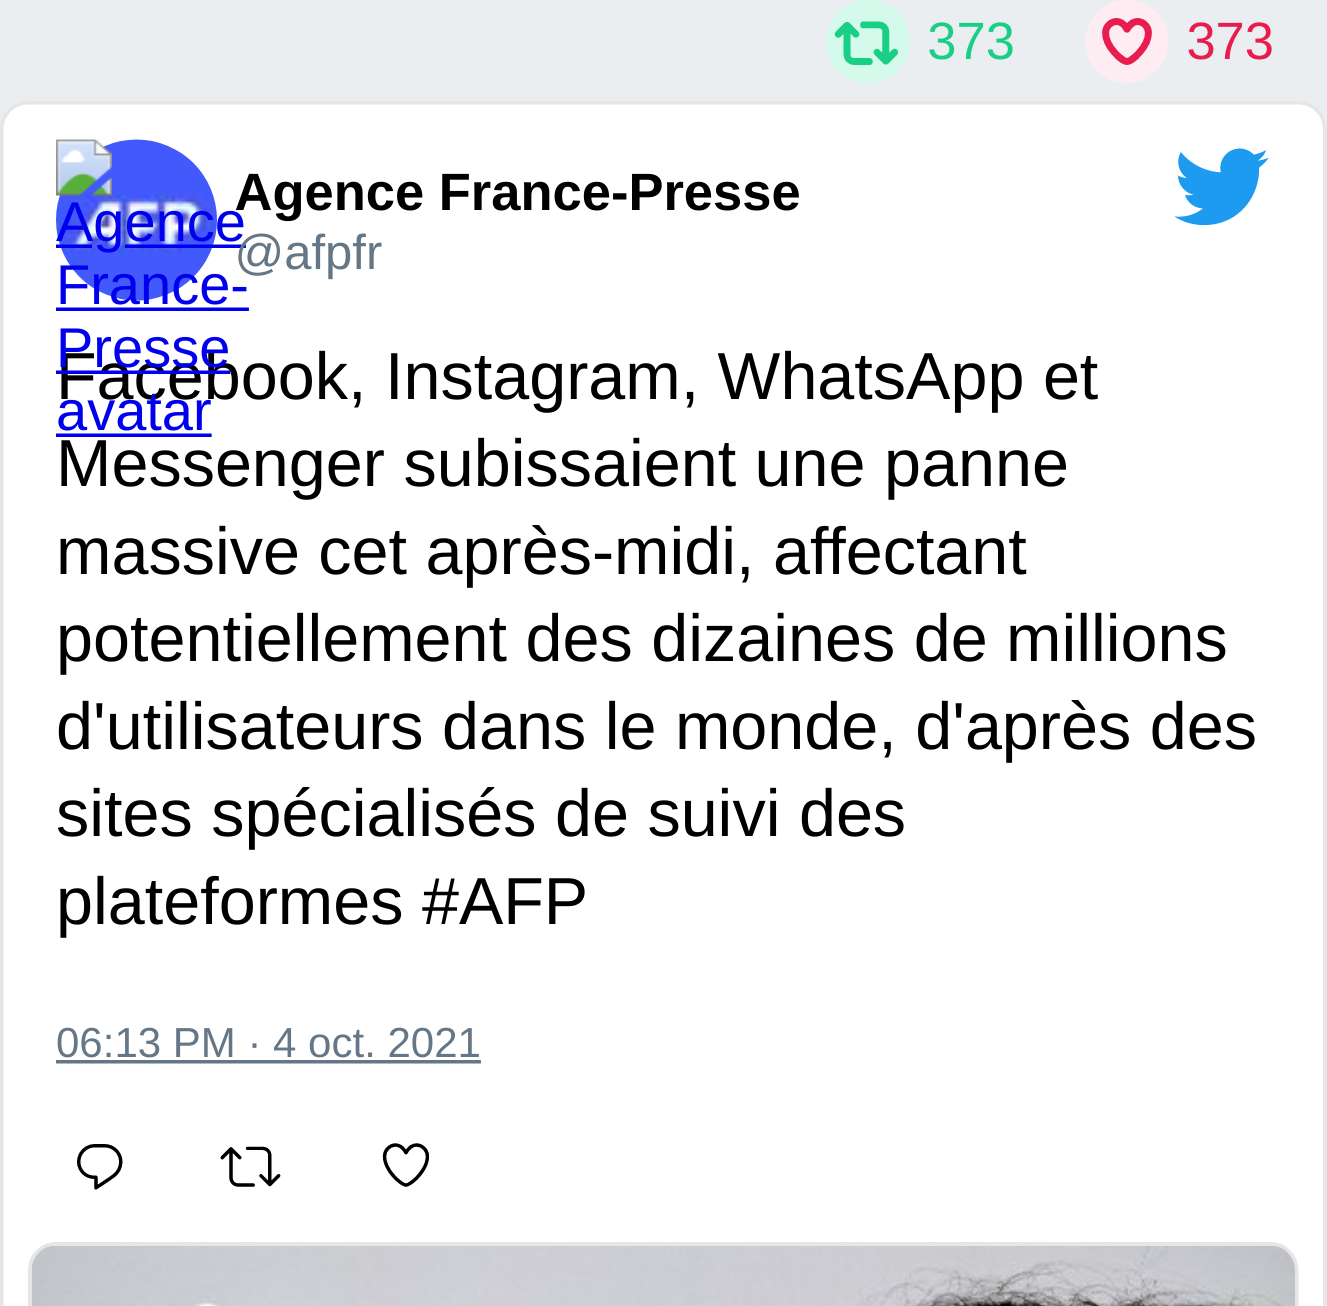 373 373
Agence France-Presse
@afpfr
Agence
France-
Presse
avatar
Facebook, Instagram, WhatsApp et
Messenger subissaient une panne
massive cet après-midi, affectant
potentiellement des dizaines de millions
d'utilisateurs dans le monde, d'après des
sites spécialisés de suivi des
plateformes #AFP
06:13 PM · 4 oct. 2021